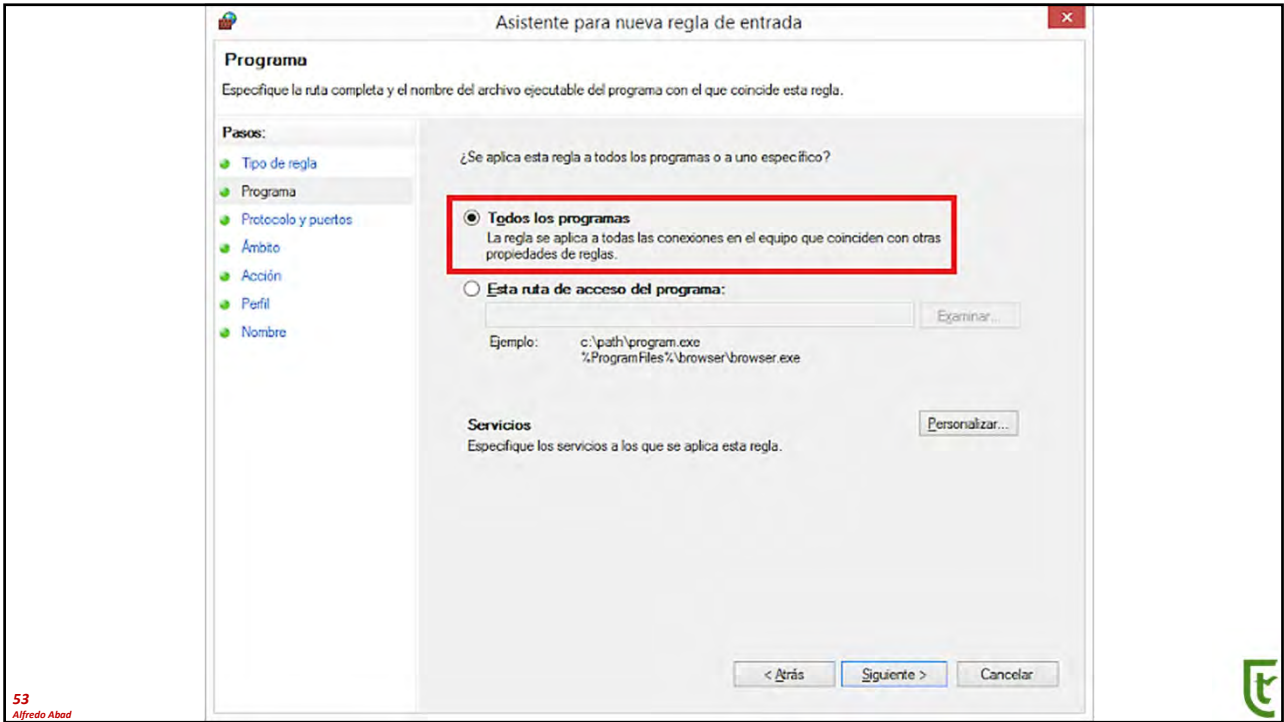 Asistente para nueva regla de entrada
Programa
Especifique la ruta completa y el nombre del archivo ejecutable del programa con el que coincide esta regla.
Pasos:
Tipo de regla
Programa
Protocolo y puertos
Ámbito
Acción
Perfil
Nombre
¿Se aplica esta regla a todos los programas o a uno específico?
Todos los programas
La regla se aplica a todas las conexiones en el equipo que coinciden con otras
propiedades de reglas.
Esta ruta de acceso del programa:
Examinar...
Ejemplo: c:\path\program.exe
%ProgramFiles%\browser\browser.exe
Servicios
Personalizar...
Especifique los servicios a los que se aplica esta regla.
< Atrás Siguiente > Cancelar
53
Alfredo Abad